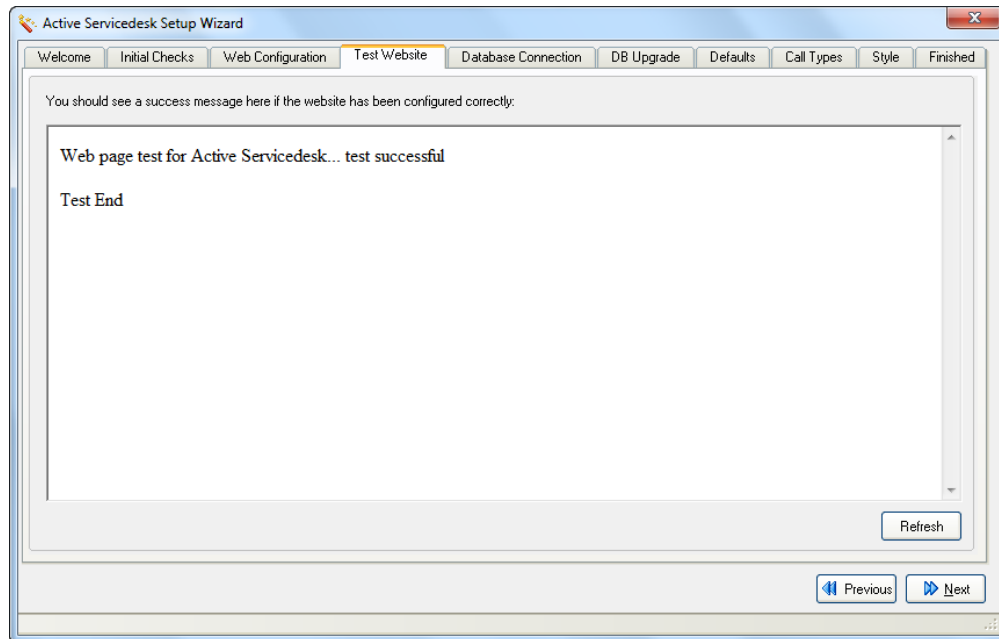 Active Servicedesk Setup Wizard
Welcome Initial Checks Web Configuration Test Website Database Connection DB Upgrade Defaults Call Types Style Finished
You should see a success message here if the website has been configured correctly:
Web page test for Active Servicedesk... test successful
Test End
Refresh
Previous Next